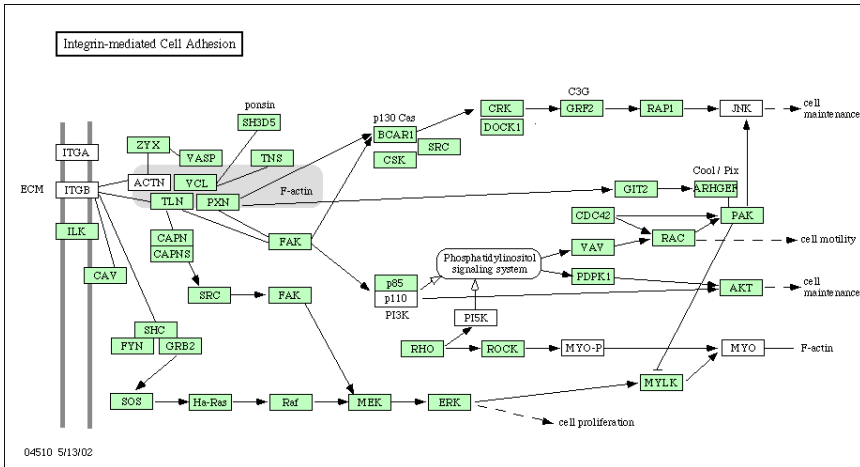 Integrin-mediated Cell Adhesion
C3G
ponsin
p130 Cas
CRK
GRF2
RAP1
JNK
cell
maintenance
SH3D5
DOCK1
BCAR1
SRC
CSK
ZYX
VASP
TNS
ITGA
ACTN
VCL
F-actin
Cool / Pix
ECM
ITGB
TLN
PXN
GIT2
ARHGEF
CDC42
PAK
ILK
CAPN
CAPNS
FAK
VAV
RAC
cell motility
Phosphatidylinositol
signaling system
CAV
p85
p110
PI3K
PDPK1
AKT
cell
maintenance
SRC
FAK
PI5K
SHC
FYN
GRB2
RHO
ROCK
MYO-P
MYO
F-actin
MYLK
SOS
Ha-Ras
Raf
MEK
ERK
cell proliferation
04510 5/13/02